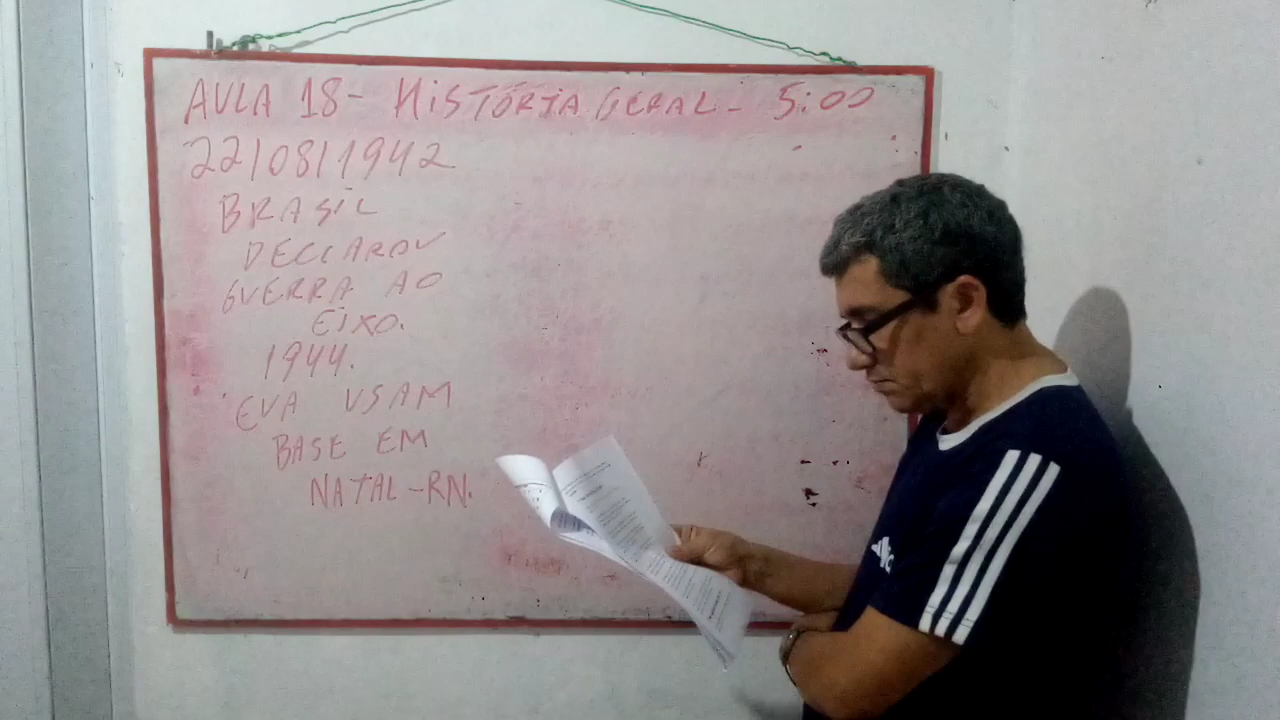 AULA 18 - HISTÓRIA GERAL - 5:00
22/08/1942
BRASIL
DECLAROU
GUERRA AO
EIXO.
1944.
EUA USAM
BASE EM
NATAL-RN.